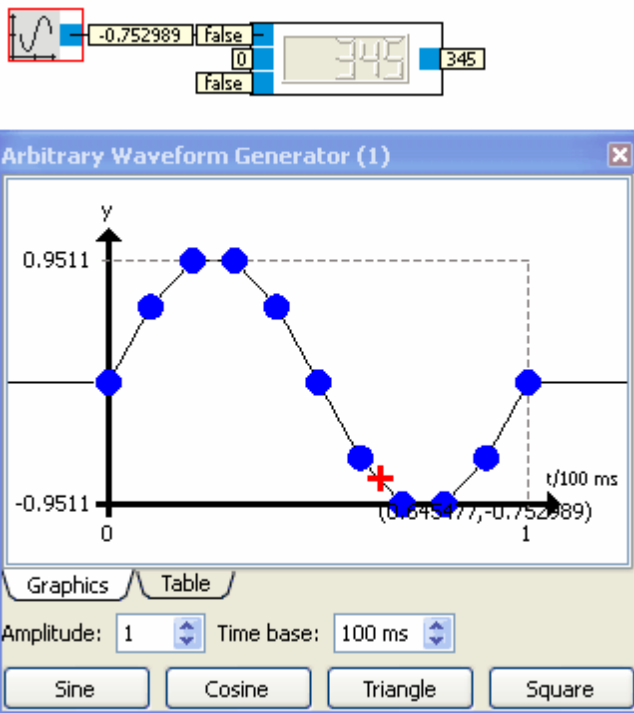 -0.752989 false
0 345 345
false
Arbitrary Waveform Generator (1)
y
0.9511
t/100 ms
-0.9511
(0.645477,-0.752989)
0 1
Graphics Table
Amplitude: 1 Time base: 100 ms
Sine Cosine Triangle Square